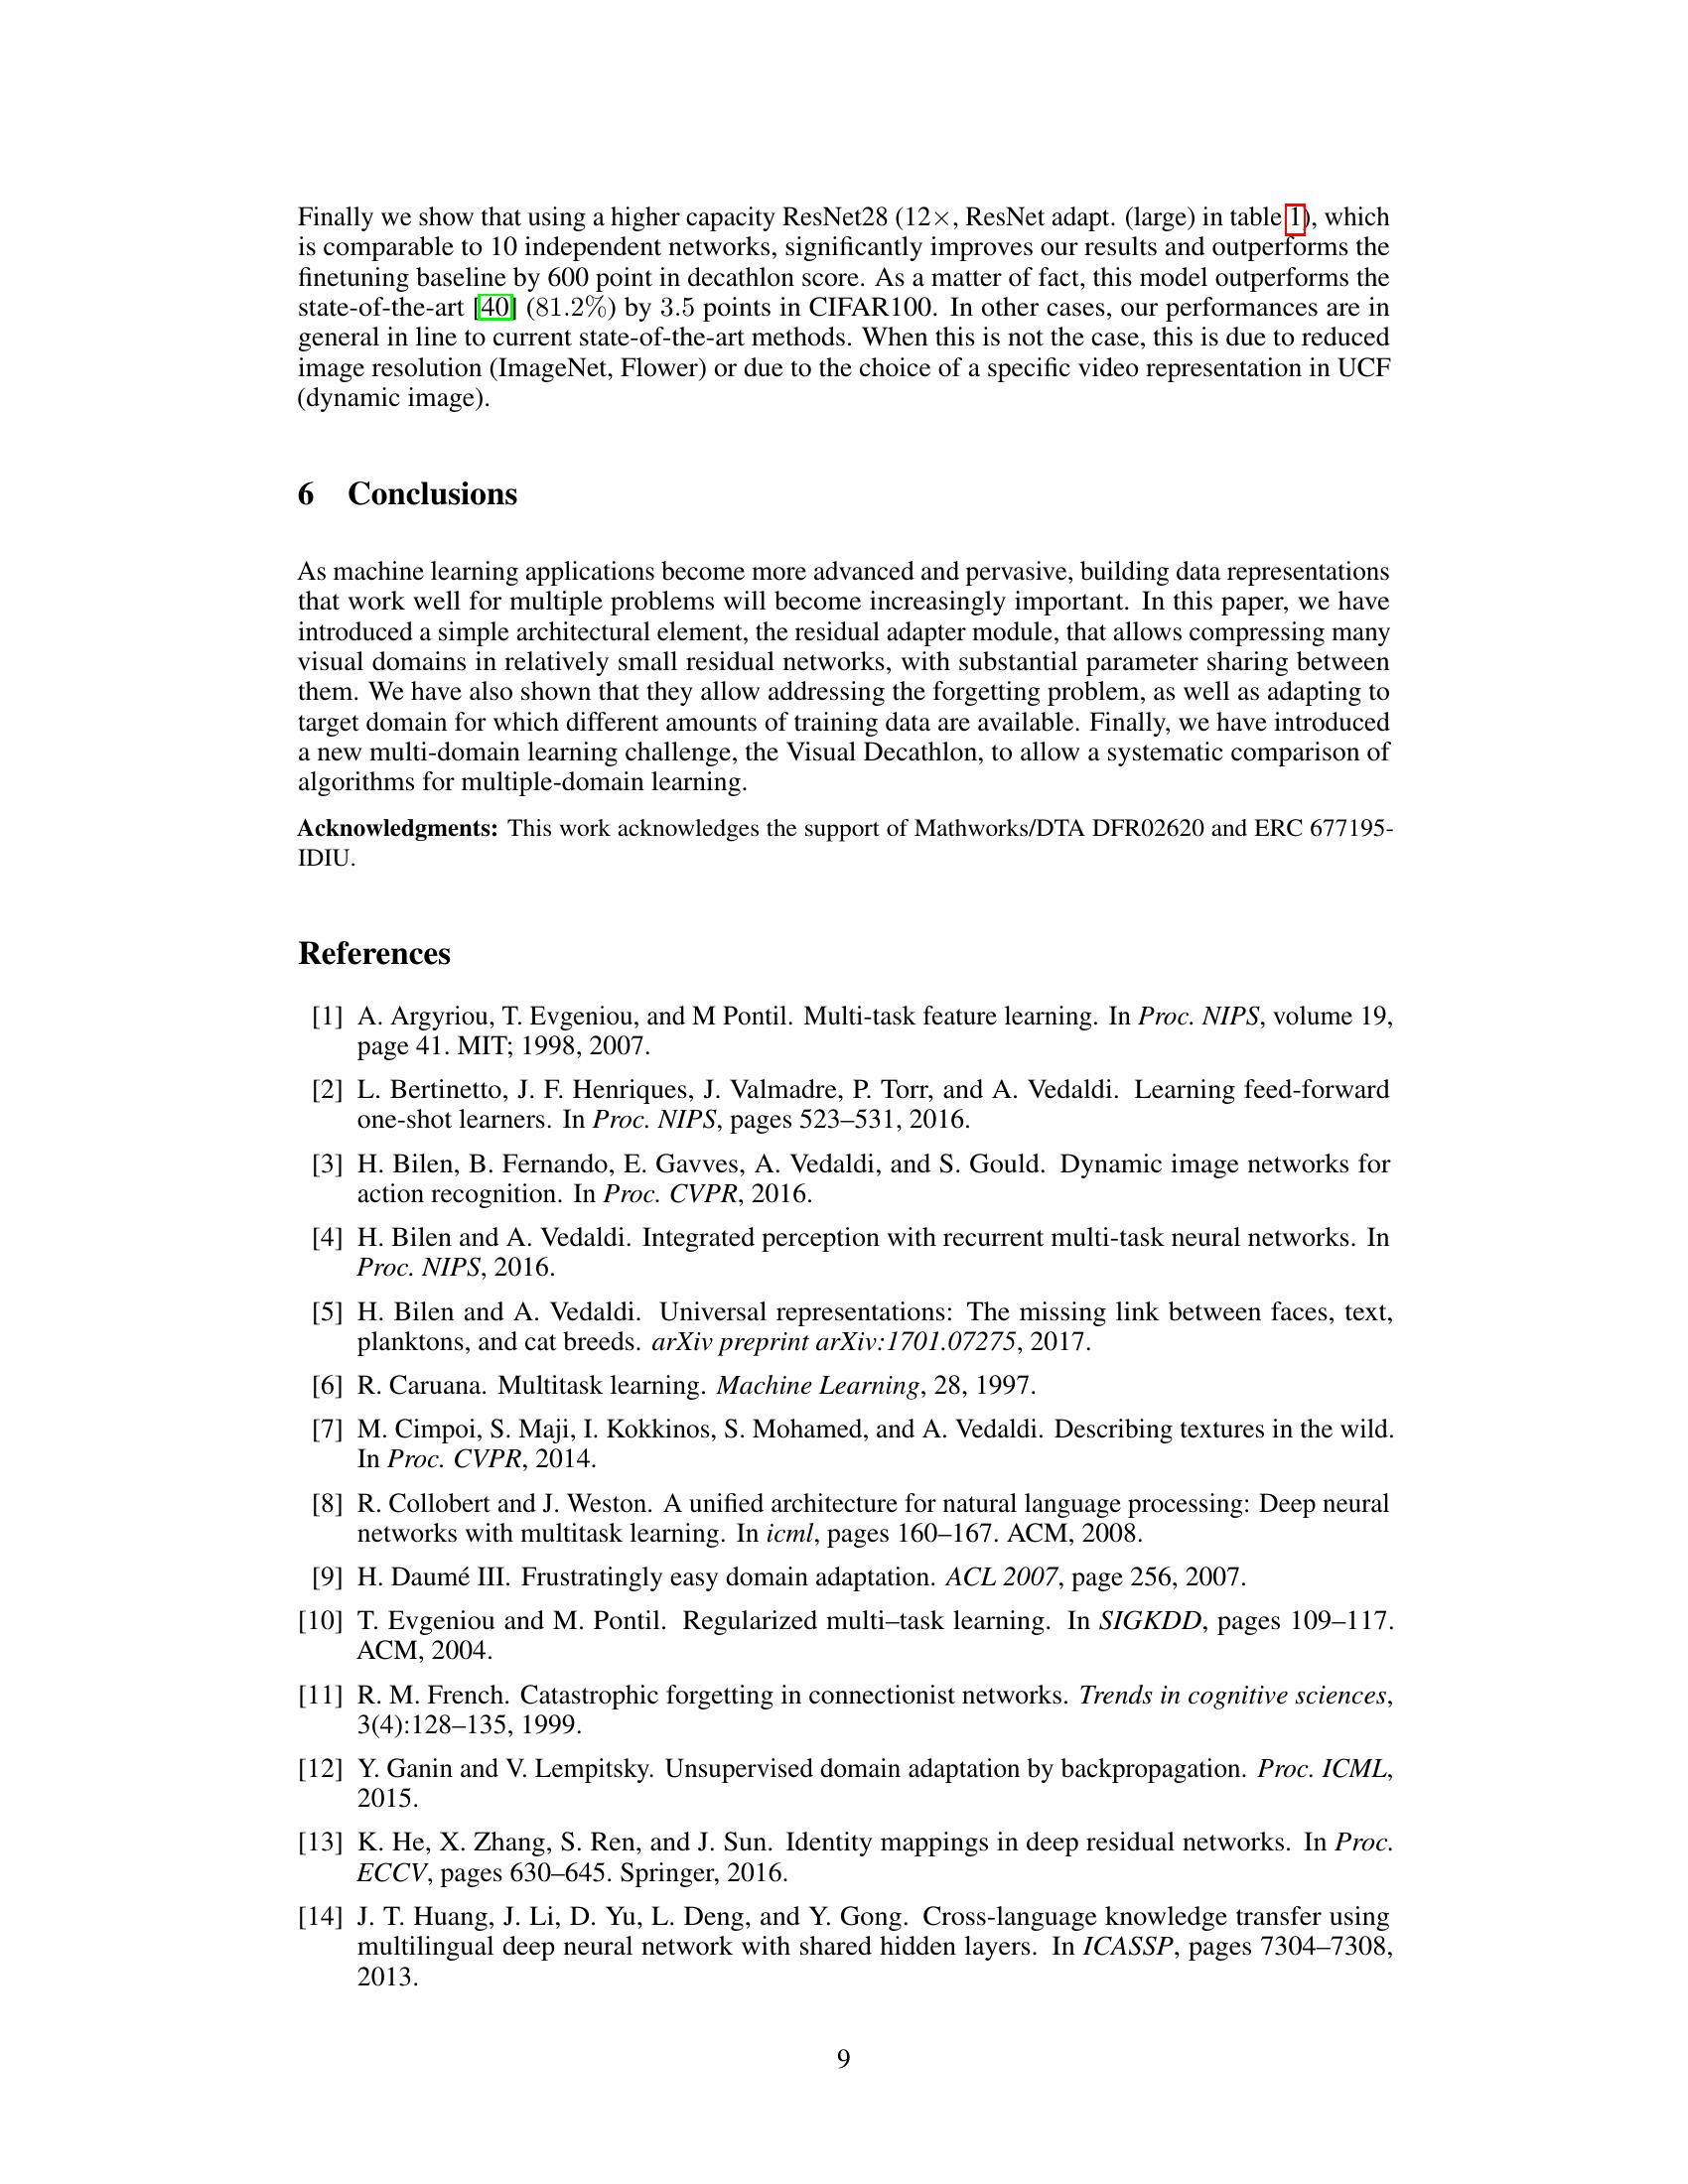 Finally we show that using a higher capacity ResNet28 (12×, ResNet adapt. (large) in table 1), which
is comparable to 10 independent networks, significantly improves our results and outperforms the
finetuning baseline by 600 point in decathlon score. As a matter of fact, this model outperforms the
state-of-the-art [40] (81.2%) by 3.5 points in CIFAR100. In other cases, our performances are in
general in line to current state-of-the-art methods. When this is not the case, this is due to reduced
image resolution (ImageNet, Flower) or due to the choice of a specific video representation in UCF
(dynamic image).
6 Conclusions
As machine learning applications become more advanced and pervasive, building data representations
that work well for multiple problems will become increasingly important. In this paper, we have
introduced a simple architectural element, the residual adapter module, that allows compressing many
visual domains in relatively small residual networks, with substantial parameter sharing between
them. We have also shown that they allow addressing the forgetting problem, as well as adapting to
target domain for which different amounts of training data are available. Finally, we have introduced
a new multi-domain learning challenge, the Visual Decathlon, to allow a systematic comparison of
algorithms for multiple-domain learning.
Acknowledgments: This work acknowledges the support of Mathworks/DTA DFR02620 and ERC 677195-
IDIU.
References
[1] A. Argyriou, T. Evgeniou, and M Pontil. Multi-task feature learning. In Proc. NIPS, volume 19,
page 41. MIT; 1998, 2007.
[2] L. Bertinetto, J. F. Henriques, J. Valmadre, P. Torr, and A. Vedaldi. Learning feed-forward
one-shot learners. In Proc. NIPS, pages 523–531, 2016.
[3] H. Bilen, B. Fernando, E. Gavves, A. Vedaldi, and S. Gould. Dynamic image networks for
action recognition. In Proc. CVPR, 2016.
[4] H. Bilen and A. Vedaldi. Integrated perception with recurrent multi-task neural networks. In
Proc. NIPS, 2016.
[5] H. Bilen and A. Vedaldi. Universal representations: The missing link between faces, text,
planktons, and cat breeds. arXiv preprint arXiv:1701.07275, 2017.
[6] R. Caruana. Multitask learning. Machine Learning, 28, 1997.
[7] M. Cimpoi, S. Maji, I. Kokkinos, S. Mohamed, and A. Vedaldi. Describing textures in the wild.
In Proc. CVPR, 2014.
[8] R. Collobert and J. Weston. A unified architecture for natural language processing: Deep neural
networks with multitask learning. In icml, pages 160–167. ACM, 2008.
[9] H. Daumé III. Frustratingly easy domain adaptation. ACL 2007, page 256, 2007.
[10] T. Evgeniou and M. Pontil. Regularized multi–task learning. In SIGKDD, pages 109–117.
ACM, 2004.
[11] R. M. French. Catastrophic forgetting in connectionist networks. Trends in cognitive sciences,
3(4):128–135, 1999.
[12] Y. Ganin and V. Lempitsky. Unsupervised domain adaptation by backpropagation. Proc. ICML,
2015.
[13] K. He, X. Zhang, S. Ren, and J. Sun. Identity mappings in deep residual networks. In Proc.
ECCV, pages 630–645. Springer, 2016.
[14] J. T. Huang, J. Li, D. Yu, L. Deng, and Y. Gong. Cross-language knowledge transfer using
multilingual deep neural network with shared hidden layers. In ICASSP, pages 7304–7308,
2013.
9